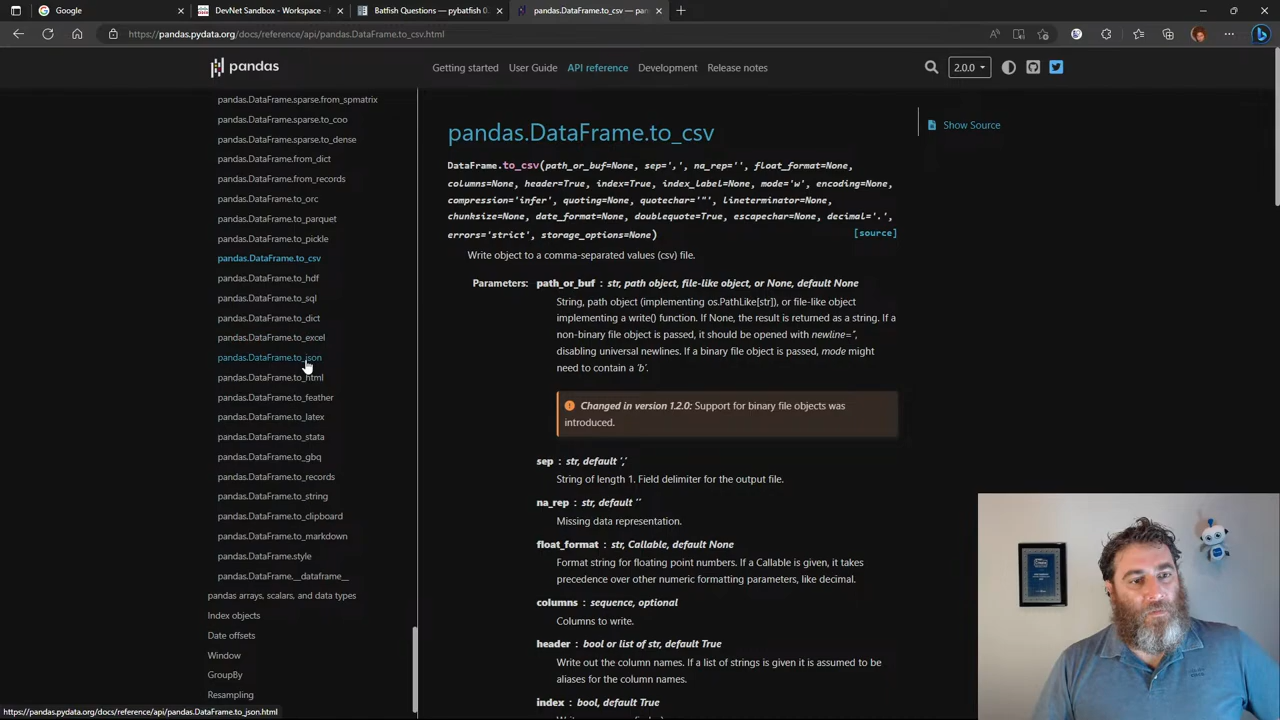 Google
DevNet Sandbox - Workspace -
Batfish Questions — pybatfish 0.
pandas.DataFrame.to_csv — pan
https://pandas.pydata.org/docs/reference/api/pandas.DataFrame.to_csv.html
pandas
Getting started
User Guide
API reference
Development
Release notes
2.0.0
pandas.DataFrame.sparse.from_spmatrix
pandas.DataFrame.sparse.to_coo
pandas.DataFrame.sparse.to_dense
pandas.DataFrame.from_dict
pandas.DataFrame.from_records
pandas.DataFrame.to_orc
pandas.DataFrame.to_parquet
pandas.DataFrame.to_pickle
pandas.DataFrame.to_csv
pandas.DataFrame.to_hdf
pandas.DataFrame.to_sql
pandas.DataFrame.to_dict
pandas.DataFrame.to_excel
pandas.DataFrame.to_json
pandas.DataFrame.to_html
pandas.DataFrame.to_feather
pandas.DataFrame.to_latex
pandas.DataFrame.to_stata
pandas.DataFrame.to_gbq
pandas.DataFrame.to_records
pandas.DataFrame.to_string
pandas.DataFrame.to_clipboard
pandas.DataFrame.to_markdown
pandas.DataFrame.style
pandas.DataFrame.__dataframe__
pandas arrays, scalars, and data types
Index objects
Date offsets
Window
GroupBy
Resampling
https://pandas.pydata.org/docs/reference/api/pandas.DataFrame.to_json.html
pandas.DataFrame.to_csv
DataFrame.to_csv(path_or_buf=None, sep=',', na_rep='', float_format=None,
columns=None, header=True, index=True, index_label=None, mode='w', encoding=None,
compression='infer', quoting=None, quotechar='"', lineterminator=None,
chunksize=None, date_format=None, doublequote=True, escapechar=None, decimal='.',
errors='strict', storage_options=None)
[source]
Write object to a comma-separated values (csv) file.
Parameters:
path_or_buf : str, path object, file-like object, or None, default None
String, path object (implementing os.PathLike[str]), or file-like object
implementing a write() function. If None, the result is returned as a string. If a
non-binary file object is passed, it should be opened with newline='',
disabling universal newlines. If a binary file object is passed, mode might
need to contain a 'b'.
Changed in version 1.2.0: Support for binary file objects was
introduced.
sep : str, default ','
String of length 1. Field delimiter for the output file.
na_rep : str, default ''
Missing data representation.
float_format : str, Callable, default None
Format string for floating point numbers. If a Callable is given, it takes
precedence over other numeric formatting parameters, like decimal.
columns : sequence, optional
Columns to write.
header : bool or list of str, default True
Write out the column names. If a list of strings is given it is assumed to be
aliases for the column names.
index : bool, default True
Show Source